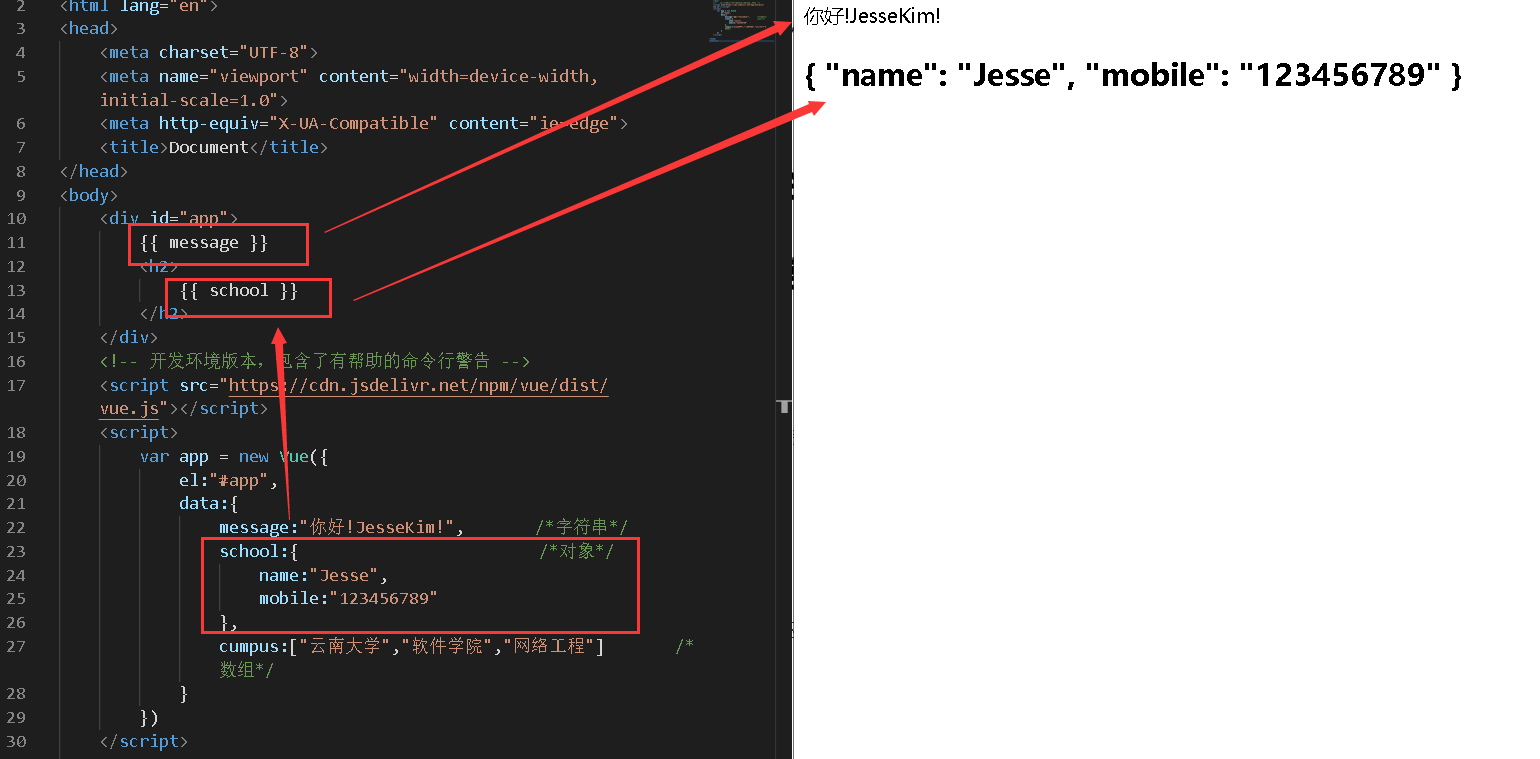 2 <html lang="en">
3 <head>
4 <meta charset="UTF-8">
5 <meta name="viewport" content="width=device-width,
initial-scale=1.0">
6 <meta http-equiv="X-UA-Compatible" content="ie=edge">
7 <title>Document</title>
8 </head>
9 <body>
10 <div id="app">
11 {{ message }}
12 <h2>
13 {{ school }}
14 </h2>
15 </div>
16 <!-- 开发环境版本，包含了有帮助的命令行警告 -->
17 <script src="https://cdn.jsdelivr.net/npm/vue/dist/
vue.js"></script>
18 <script>
19 var app = new Vue({
20 el:"#app",
21 data:{
22 message:"你好!JesseKim!", /*字符串*/
23 school:{ /*对象*/
24 name:"Jesse",
25 mobile:"123456789"
26 },
27 cumpus:["云南大学","软件学院","网络工程"] /*
数组*/
28 }
29 })
30 </script>
你好!JesseKim!
{ "name": "Jesse", "mobile": "123456789" }